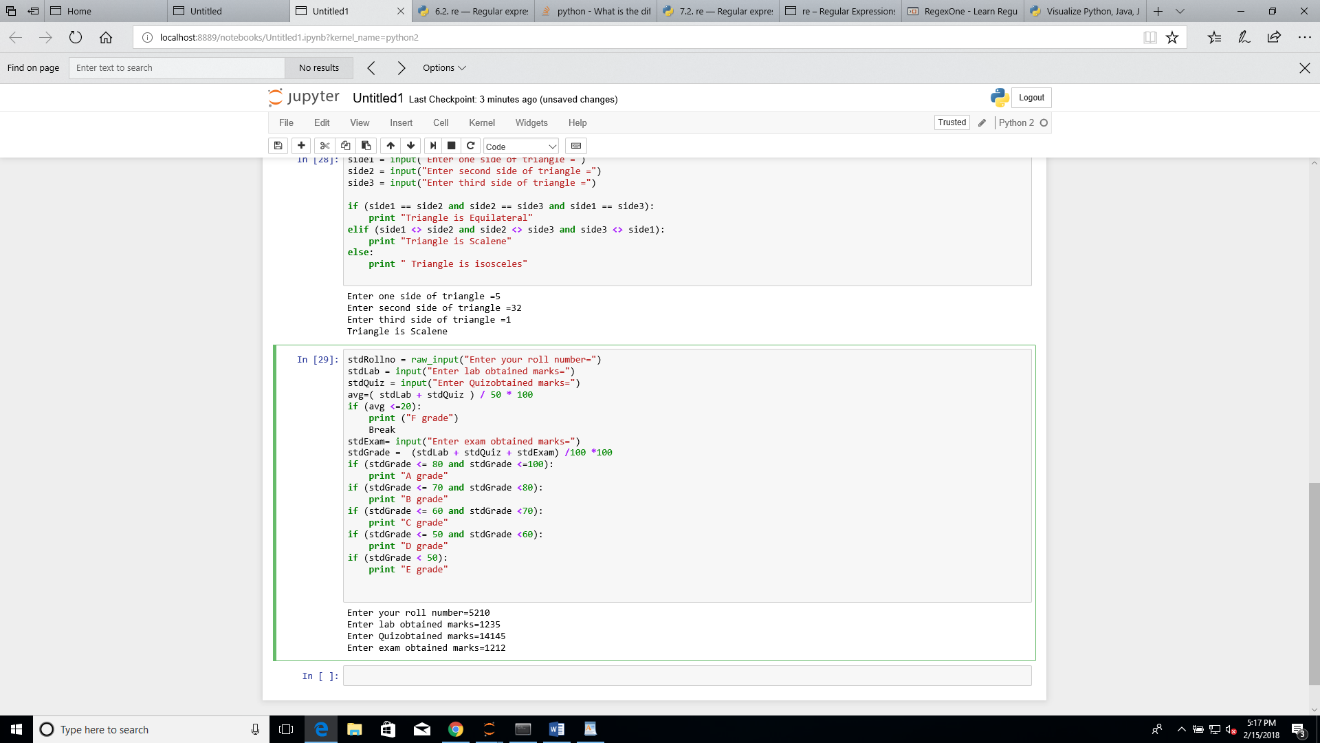 Home
Untitled
Untitled1
6.2. re — Regular expre:
python - What is the dif
7.2. re — Regular expre:
re – Regular Expression:
RegexOne - Learn Regu
Visualize Python, Java, J
localhost:8889/notebooks/Untitled1.ipynb?kernel_name=python2
Find on page
Enter text to search
No results
Options
jupyter Untitled1 Last Checkpoint: 3 minutes ago (unsaved changes)
Logout
File Edit View Insert Cell Kernel Widgets Help
Trusted
Python 2
Code
In [28]: side1 = input("Enter one side of triangle =")
side2 = input("Enter second side of triangle =")
side3 = input("Enter third side of triangle =")
if (side1 == side2 and side2 == side3 and side1 == side3):
print "Triangle is Equilateral"
elif (side1 <> side2 and side2 <> side3 and side3 <> side1):
print "Triangle is Scalene"
else:
print " Triangle is isosceles"
Enter one side of triangle =5
Enter second side of triangle =32
Enter third side of triangle =1
Triangle is Scalene
In [29]: stdRollno = raw_input("Enter your roll number=")
stdLab = input("Enter lab obtained marks=")
stdQuiz = input("Enter Quizobtained marks=")
avg=( stdLab + stdQuiz ) / 50 * 100
if (avg <=20):
print ("F grade")
Break
stdExam= input("Enter exam obtained marks=")
stdGrade =  (stdLab + stdQuiz + stdExam) /100 *100
if (stdGrade <= 80 and stdGrade <=100):
print "A grade"
if (stdGrade <= 70 and stdGrade <80):
print "B grade"
if (stdGrade <= 60 and stdGrade <70):
print "C grade"
if (stdGrade <= 50 and stdGrade <60):
print "D grade"
if (stdGrade < 50):
print "E grade"
Enter your roll number=5210
Enter lab obtained marks=1235
Enter Quizobtained marks=14145
Enter exam obtained marks=1212
In [ ]:
Type here to search
5:17 PM
2/15/2018
3